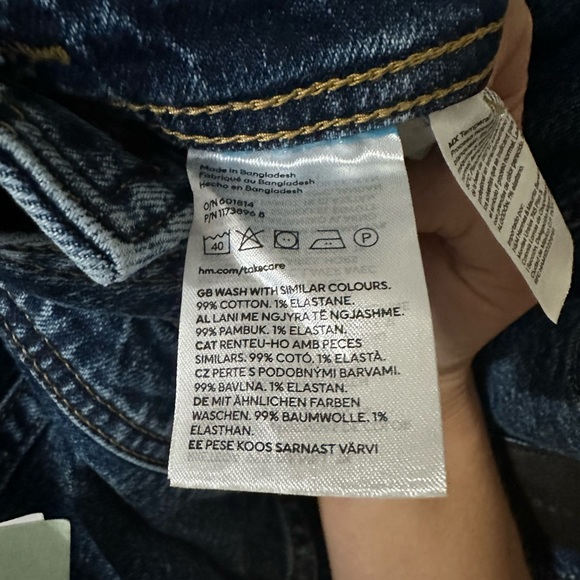 Made in Bangladesh
Fabriqué au Bangladesh
Hecho en Bangladesh
O/N 601814
P/N 1173896 8
40
P
hm.com/takecare
GB WASH WITH SIMILAR COLOURS.
99% COTTON. 1% ELASTANE.
AL LANI ME NGJYRA TË NGJASHME.
99% PAMBUK. 1% ELASTAN.
CAT RENTEU-HO AMB PECES
SIMILARS. 99% COTÓ. 1% ELASTÀ.
CZ PERTE S PODOBNÝMI BARVAMI.
99% BAVLNA. 1% ELASTAN.
DE MIT ÄHNLICHEN FARBEN
WASCHEN. 99% BAUMWOLLE. 1%
ELASTHAN.
EE PESE KOOS SARNAST VÄRVI